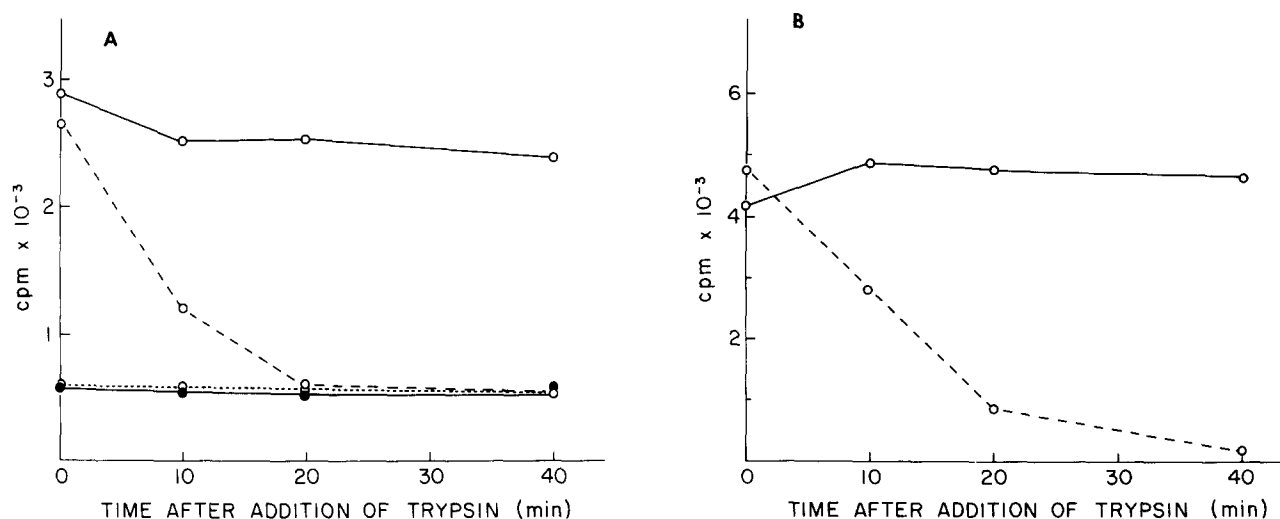 A
3
2
1
cpm x 10⁻³
0 10 20 30 40
TIME AFTER ADDITION OF TRYPSIN (min)
B
6
4
2
cpm x 10⁻³
0 10 20 30 40
TIME AFTER ADDITION OF TRYPSIN (min)